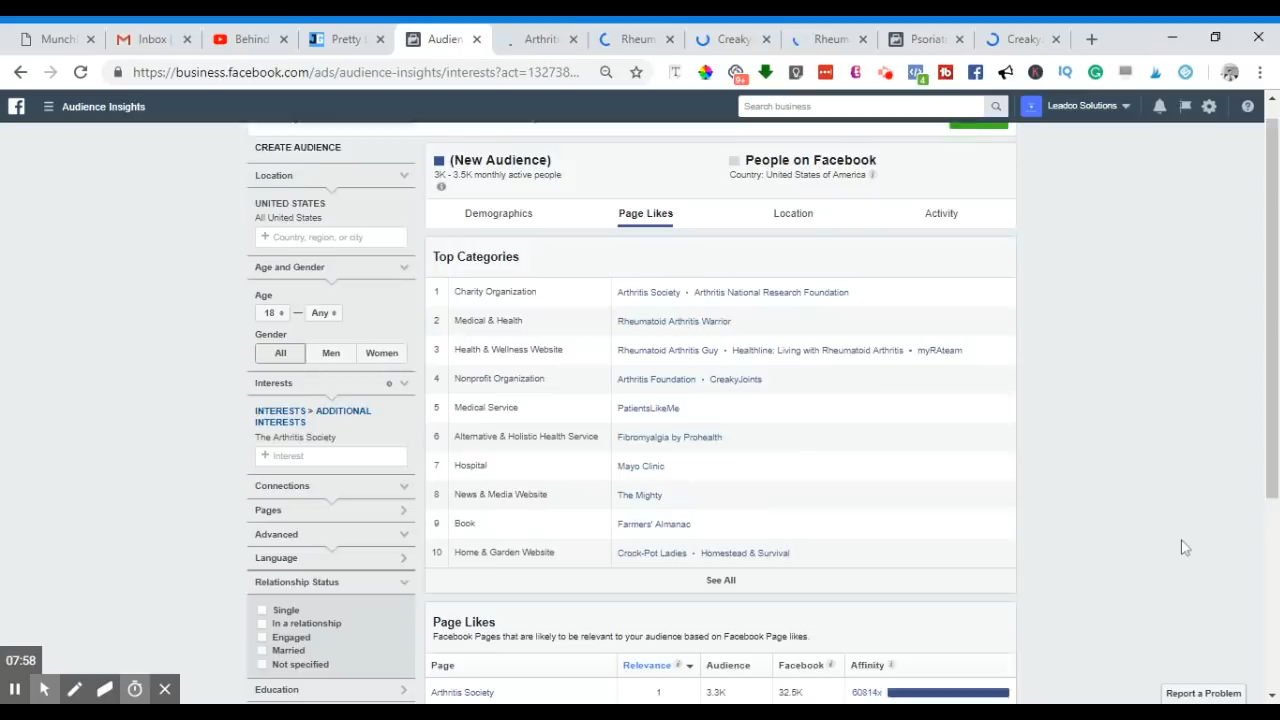 Munch
Inbox (
Behind
Pretty
Audien
Arthriti
Rheum
Creaky
Rheum
Psoriat
Creaky
https://business.facebook.com/ads/audience-insights/interests?act=132738...
9+
4
Audience Insights
Search business
Leadco Solutions
CREATE AUDIENCE
Location
UNITED STATES
All United States
+ Country, region, or city
Age and Gender
Age
18 — Any
Gender
All Men Women
Interests
INTERESTS > ADDITIONAL
INTERESTS
The Arthritis Society
+ Interest
Connections
Pages
Advanced
Language
Relationship Status
Single
In a relationship
Engaged
Married
Not specified
Education
(New Audience)
3K - 3.5K monthly active people
People on Facebook
Country: United States of America
Demographics Page Likes Location Activity
Top Categories
1 Charity Organization Arthritis Society • Arthritis National Research Foundation
2 Medical & Health Rheumatoid Arthritis Warrior
3 Health & Wellness Website Rheumatoid Arthritis Guy • Healthline: Living with Rheumatoid Arthritis • myRAteam
4 Nonprofit Organization Arthritis Foundation • CreakyJoints
5 Medical Service PatientsLikeMe
6 Alternative & Holistic Health Service Fibromyalgia by Prohealth
7 Hospital Mayo Clinic
8 News & Media Website The Mighty
9 Book Farmers' Almanac
10 Home & Garden Website Crock-Pot Ladies • Homestead & Survival
See All
Page Likes
Facebook Pages that are likely to be relevant to your audience based on Facebook Page likes.
Page Relevance Audience Facebook Affinity
Arthritis Society 1 3.3K 32.5K 60814x
07:58
Report a Problem